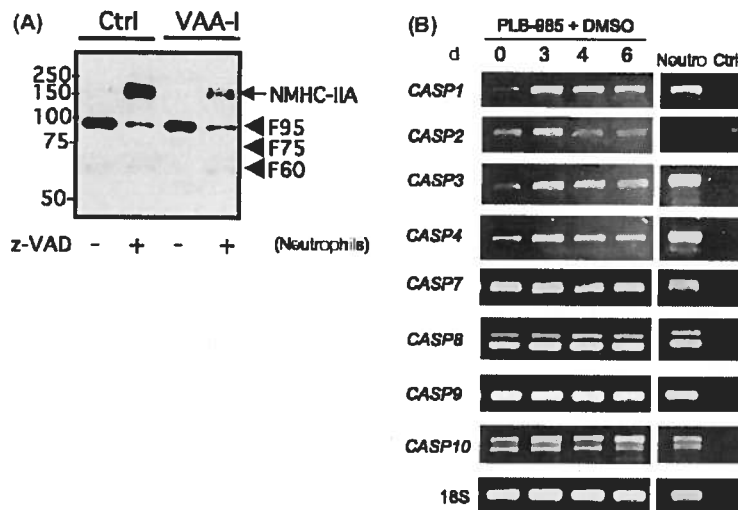 (A)
Ctrl VAA-I
250
150
100
75
50
NMHC-IIA
F95
F75
F60
z-VAD - + - + (Neutrophils)
(B)
PLB-985 + DMSO
d 0 3 4 6 Neutro Ctrl
CASP1
CASP2
CASP3
CASP4
CASP7
CASP8
CASP9
CASP10
18S